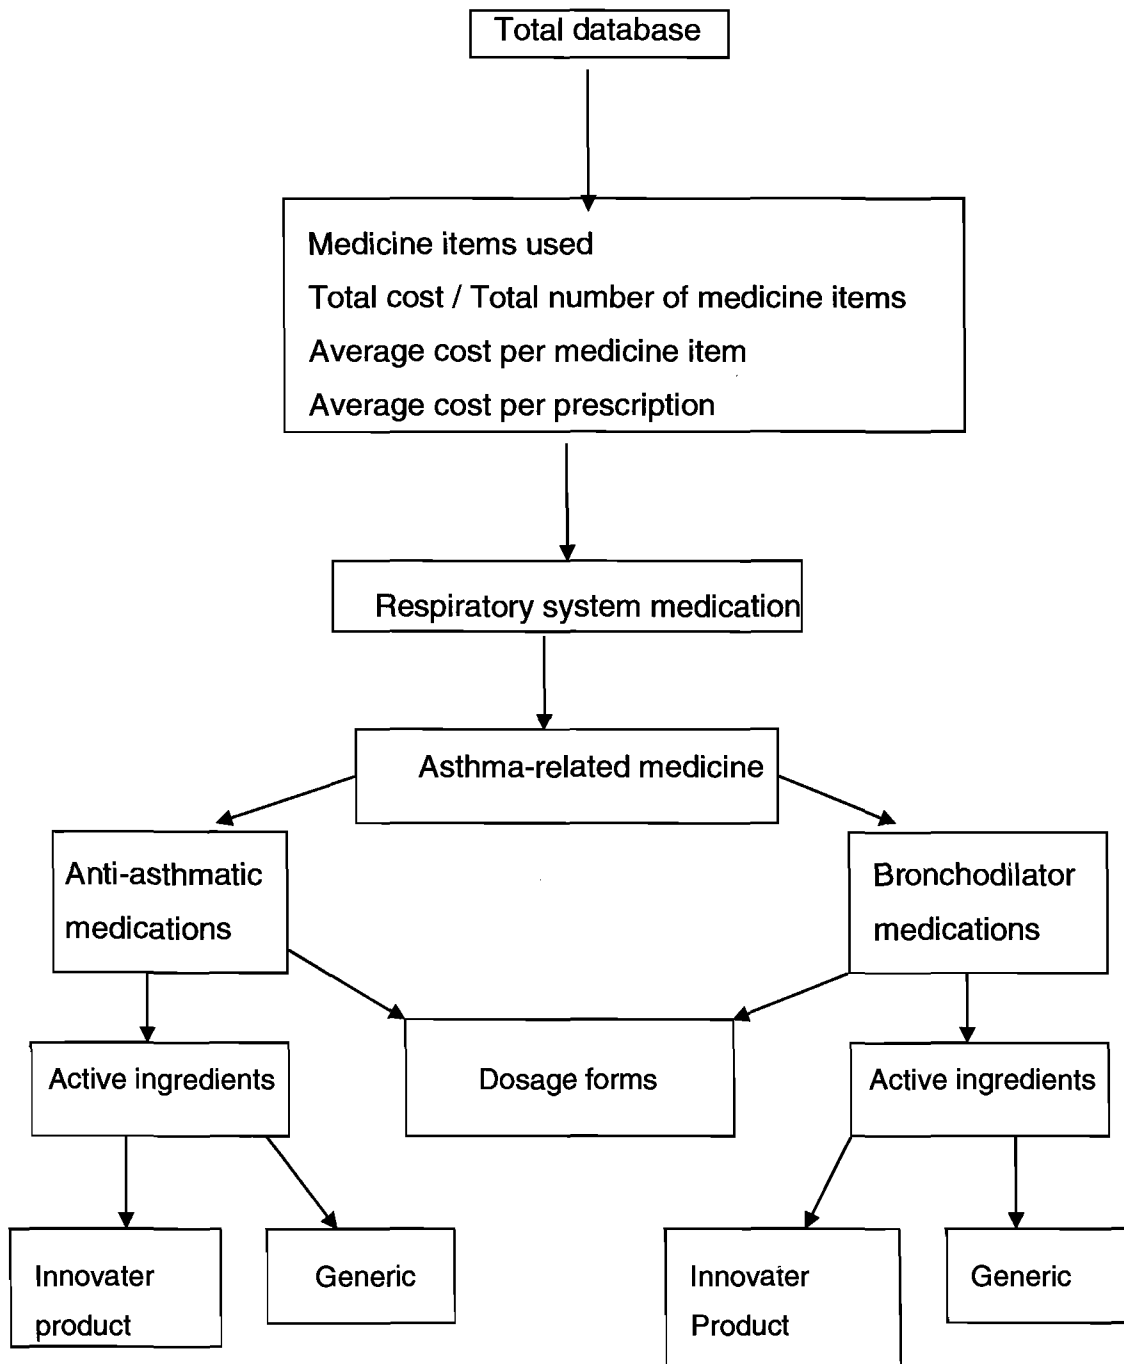 Total database
Medicine items used
Total cost / Total number of medicine items
Average cost per medicine item
Average cost per prescription
Respiratory system medication
Asthma-related medicine
Anti-asthmatic
medications
Bronchodilator
medications
Active ingredients
Dosage forms
Active ingredients
Innovater
product
Generic
Innovater
Product
Generic